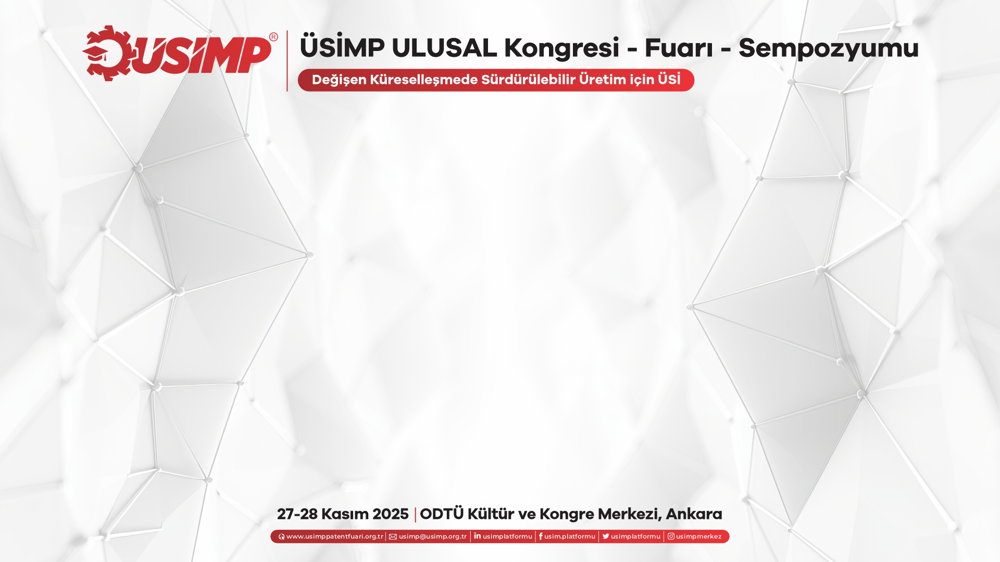 ÜSİMP®
ÜSİMP ULUSAL Kongresi - Fuarı - Sempozyumu
Değişen Küreselleşmede Sürdürülebilir Üretim için ÜSİ
27-28 Kasım 2025 | ODTÜ Kültür ve Kongre Merkezi, Ankara
www.usimppatentfuari.org.tr | usimp@usimp.org.tr | in usimplatformu | f usim.platformu | usimplatformu | usimpmerkez